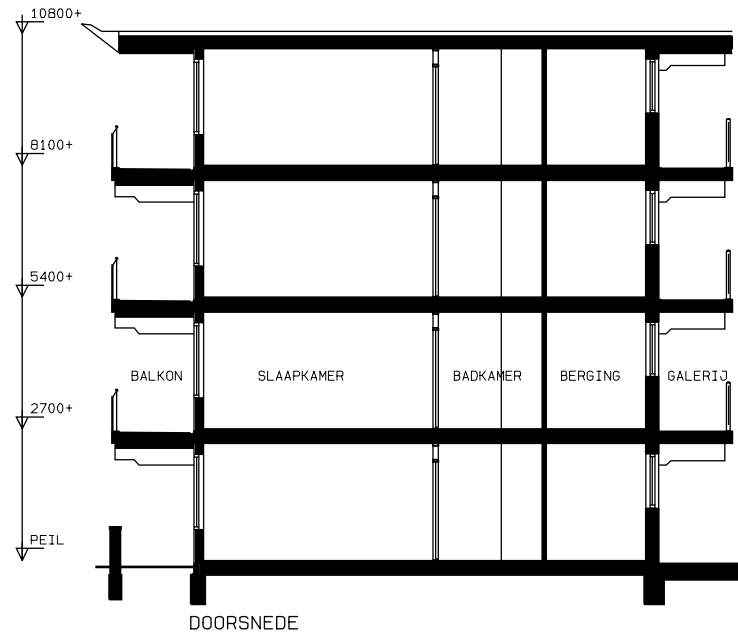 10800+
8100+
5400+
BALKON SLAAPKAMER BADKAMER BERGING GALERIJ
2700+
PEIL
DOORSNEDE